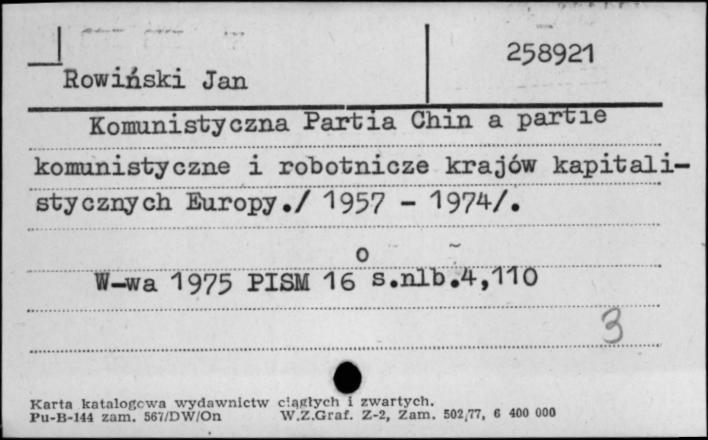 258921
Rowiński Jan
Komunistyczna Partia Chin a partie
komunistyczne i robotnicze krajów kapitali-
stycznych Europy./ 1957 - 1974/.
W-wa 1975 PISM 16° s.nlb.4,110
3
Karta katalogowa wydawnictw ciągłych i zwartych.
Pu-B-144 zam. 567/DW/On W.Z.Graf. Z-2, Zam. 502/77, 6 400 000